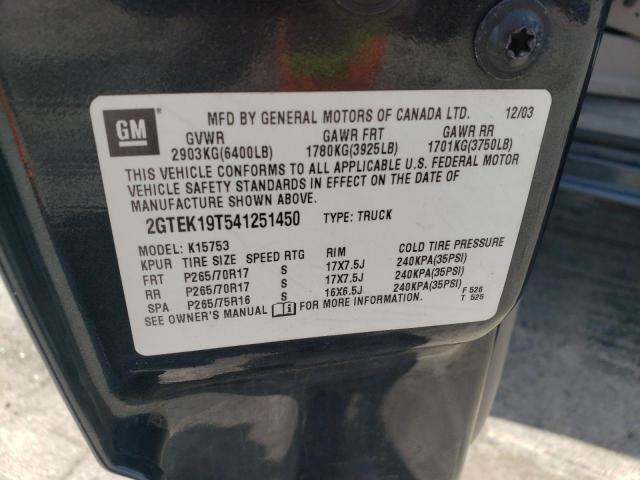 GM
MFD BY GENERAL MOTORS OF CANADA LTD. 12/03
GVWR GAWR FRT GAWR RR
2903KG(6400LB) 1780KG(3925LB) 1701KG(3750LB)
THIS VEHICLE CONFORMS TO ALL APPLICABLE U.S. FEDERAL MOTOR
VEHICLE SAFETY STANDARDS IN EFFECT ON THE DATE OF
MANUFACTURE SHOWN ABOVE.
2GTEK19T541251450 TYPE: TRUCK
MODEL: K15753
KPUR TIRE SIZE SPEED RTG RIM COLD TIRE PRESSURE
FRT P265/70R17 S 17X7.5J 240KPA(35PSI)
RR P265/70R17 S 17X7.5J 240KPA(35PSI)
SPA P265/75R16 S 16X6.5J 240KPA(35PSI) F 526
SEE OWNER'S MANUAL i FOR MORE INFORMATION. T 525